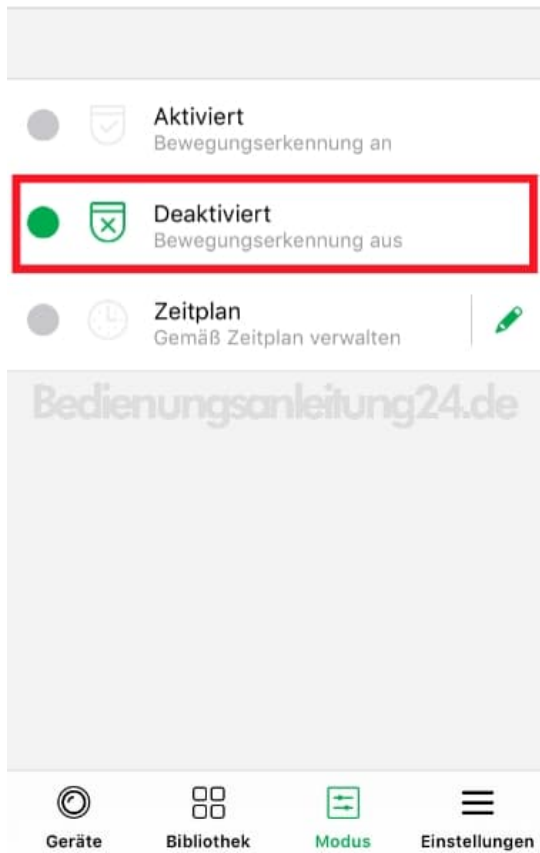 Aktiviert
Bewegungserkennung an
Deaktiviert
Bewegungserkennung aus
Zeitplan
Gemäß Zeitplan verwalten
Bedienungsanleitung24.de
Geräte Bibliothek Modus Einstellungen